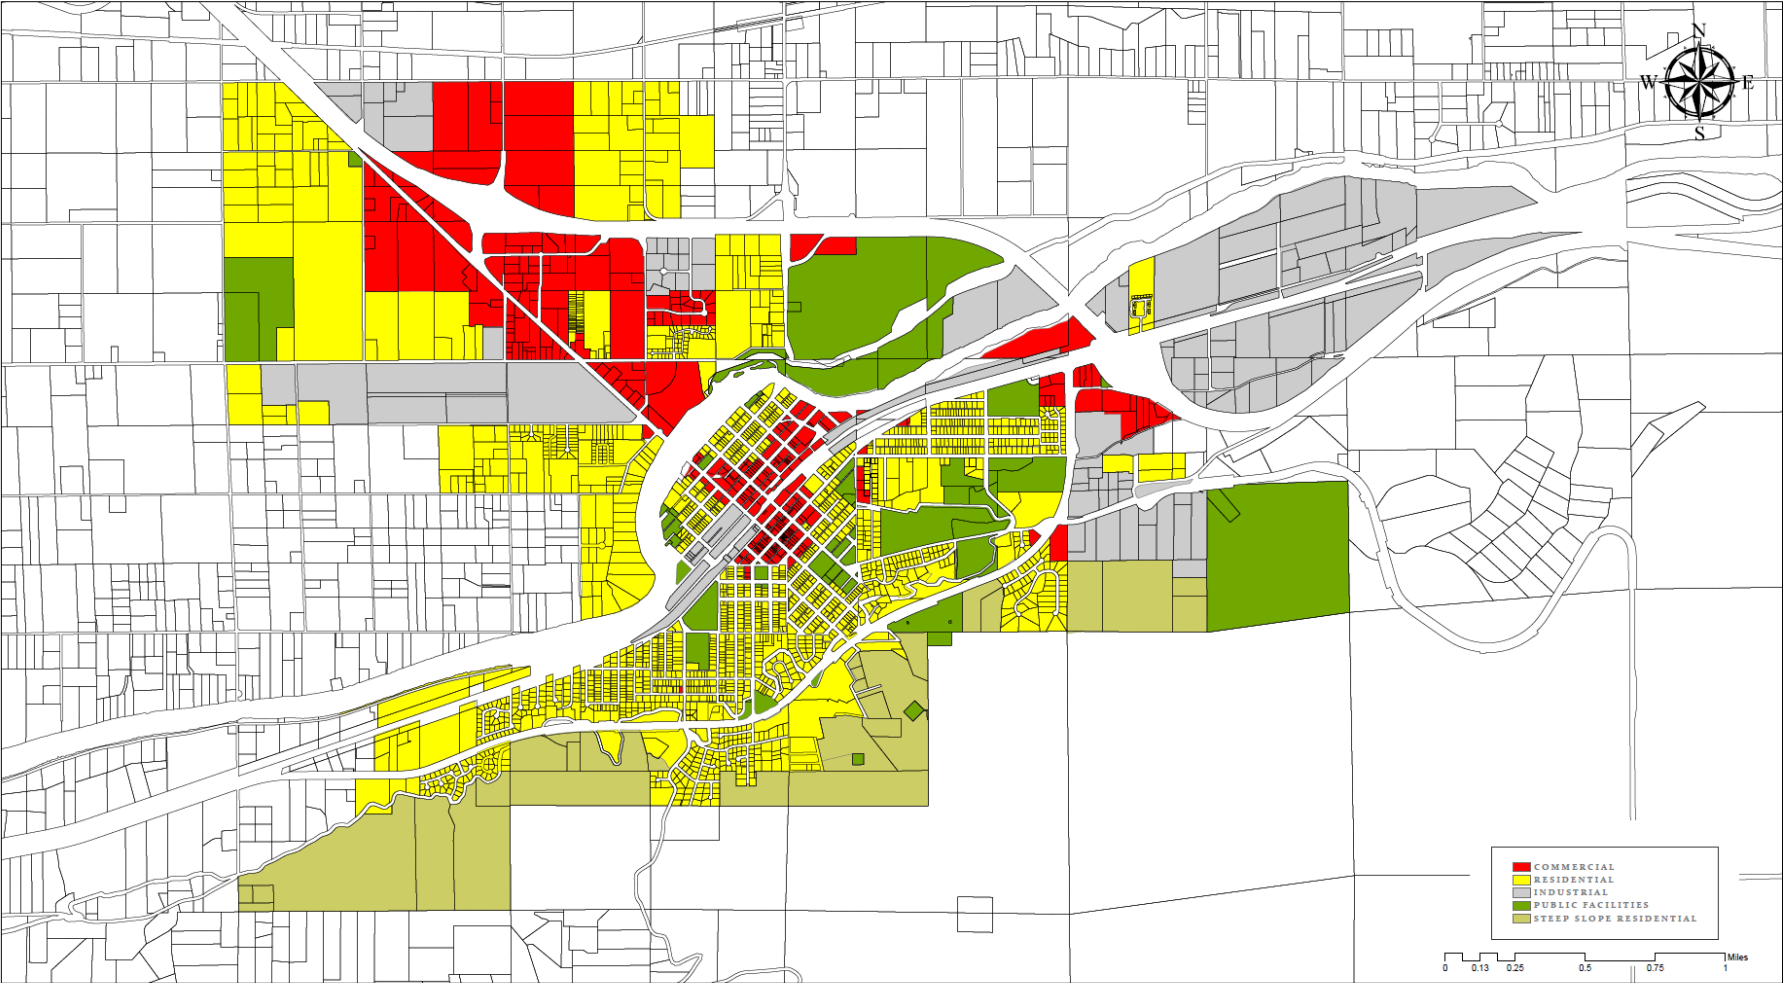 N
W E
S
COMMERCIAL
RESIDENTIAL
INDUSTRIAL
PUBLIC FACILITIES
STEEP SLOPE RESIDENTIAL
Miles
0 0.13 0.25 0.5 0.75 1